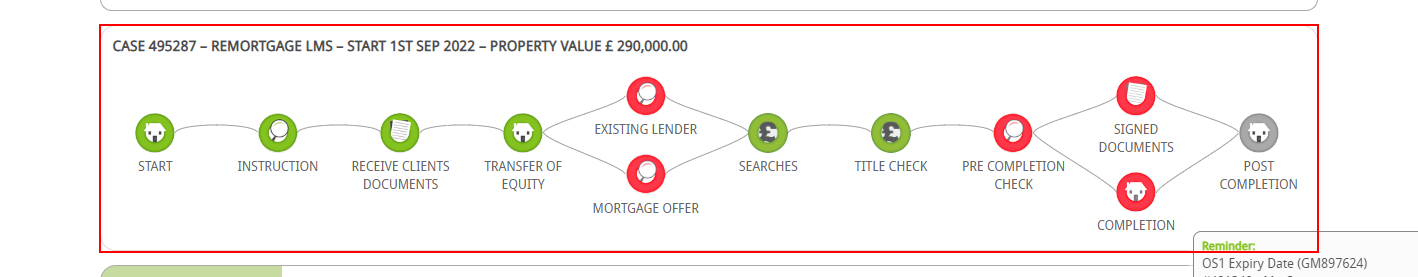 CASE 495287 – REMORTGAGE LMS – START 1ST SEP 2022 – PROPERTY VALUE £ 290,000.00
START
INSTRUCTION
RECEIVE CLIENTS
DOCUMENTS
TRANSFER OF
EQUITY
EXISTING LENDER
MORTGAGE OFFER
SEARCHES
TITLE CHECK
PRE COMPLETION
CHECK
SIGNED
DOCUMENTS
COMPLETION
POST
COMPLETION
Reminder:
OS1 Expiry Date (GM897624)